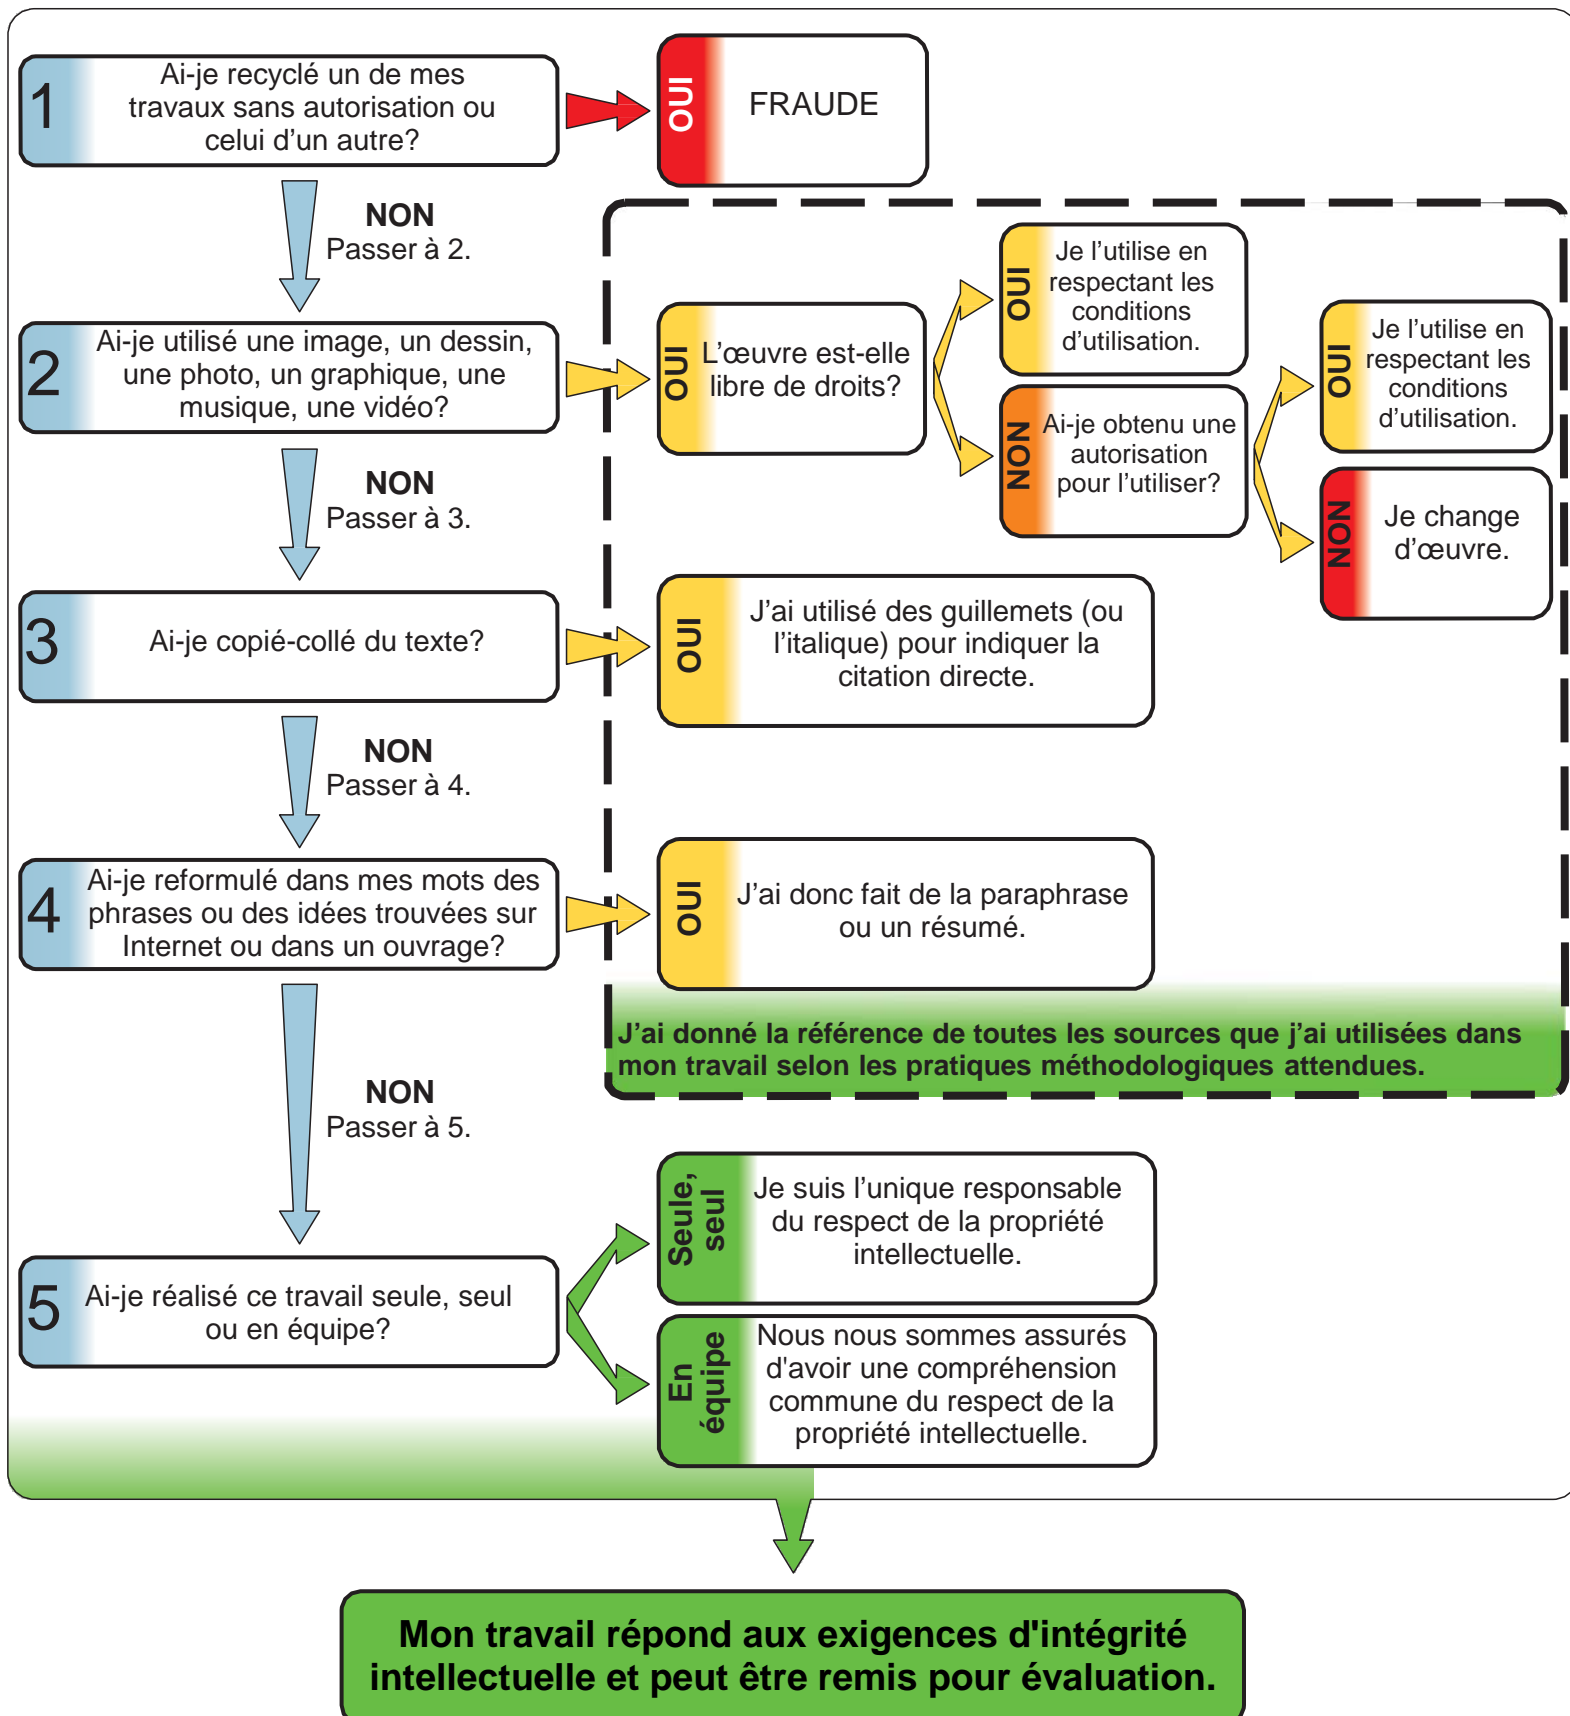 1
Ai-je recyclé un de mes
travaux sans autorisation ou
celui d’un autre?
OUI
FRAUDE
NON
Passer à 2.
2
Ai-je utilisé une image, un dessin,
une photo, un graphique, une
musique, une vidéo?
OUI
L’œuvre est-elle
libre de droits?
OUI
Je l’utilise en
respectant les
conditions
d’utilisation.
NON
Ai-je obtenu une
autorisation
pour l’utiliser?
OUI
Je l’utilise en
respectant les
conditions
d’utilisation.
NON
Je change
d’œuvre.
NON
Passer à 3.
3
Ai-je copié-collé du texte?
OUI
J’ai utilisé des guillemets (ou
l’italique) pour indiquer la
citation directe.
NON
Passer à 4.
4
Ai-je reformulé dans mes mots des
phrases ou des idées trouvées sur
Internet ou dans un ouvrage?
OUI
J’ai donc fait de la paraphrase
ou un résumé.
J’ai donné la référence de toutes les sources que j’ai utilisées dans
mon travail selon les pratiques méthodologiques attendues.
NON
Passer à 5.
5
Ai-je réalisé ce travail seule, seul
ou en équipe?
Seule,
seul
Je suis l’unique responsable
du respect de la propriété
intellectuelle.
En
équipe
Nous nous sommes assurés
d'avoir une compréhension
commune du respect de la
propriété intellectuelle.
Mon travail répond aux exigences d'intégrité
intellectuelle et peut être remis pour évaluation.